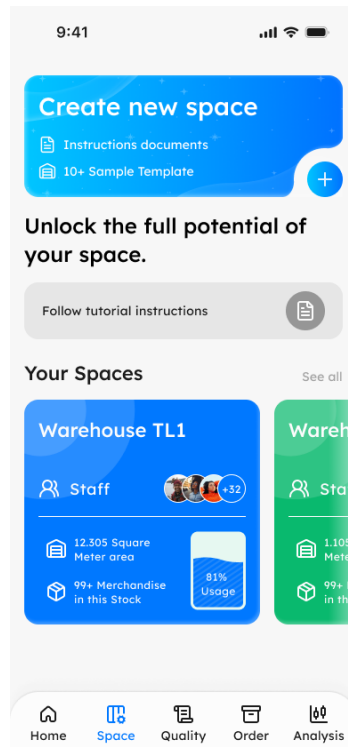 9:41
Create new space
Instructions documents
10+ Sample Template
Unlock the full potential of
your space.
Follow tutorial instructions
Your Spaces
See all
Warehouse TL1
Staff
+32
12.305 Square
Meter area
99+ Merchandise
in this Stock
81%
Usage
Wareh
Sta
1.105
Mete
99+
in th
Home
Space
Quality
Order
Analysis